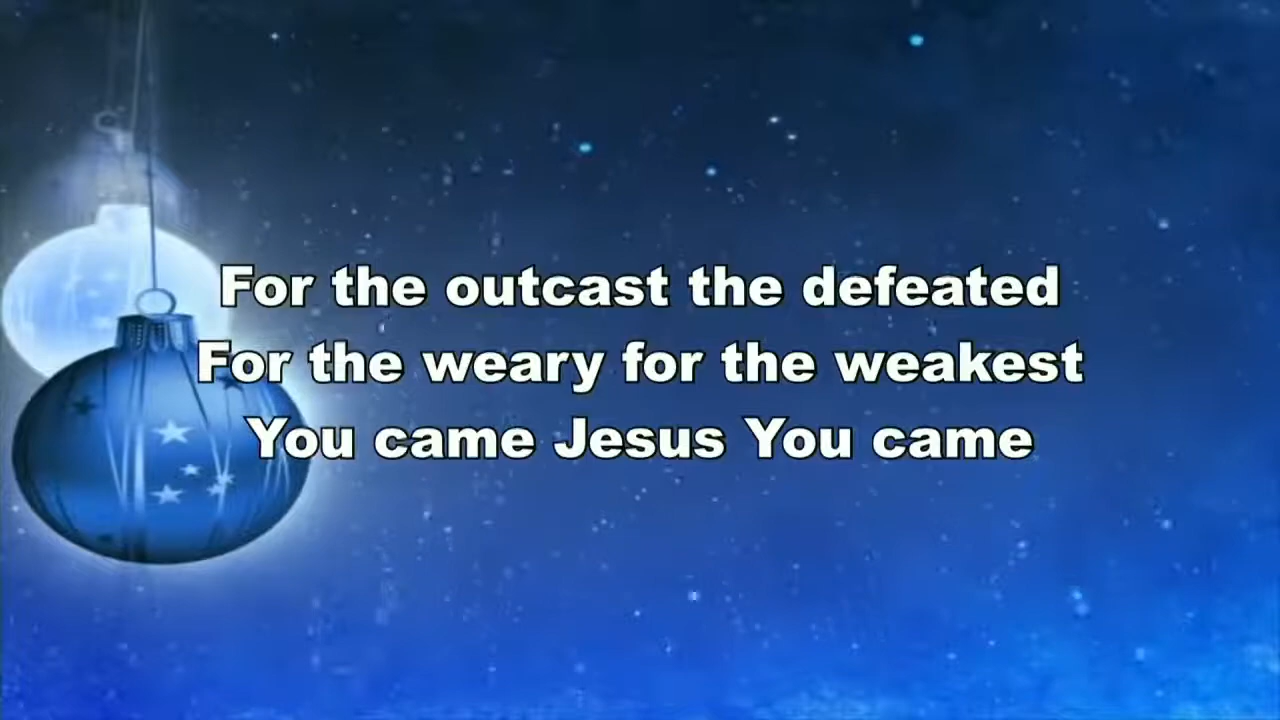 For the outcast the defeated
For the weary for the weakest
You came Jesus You came